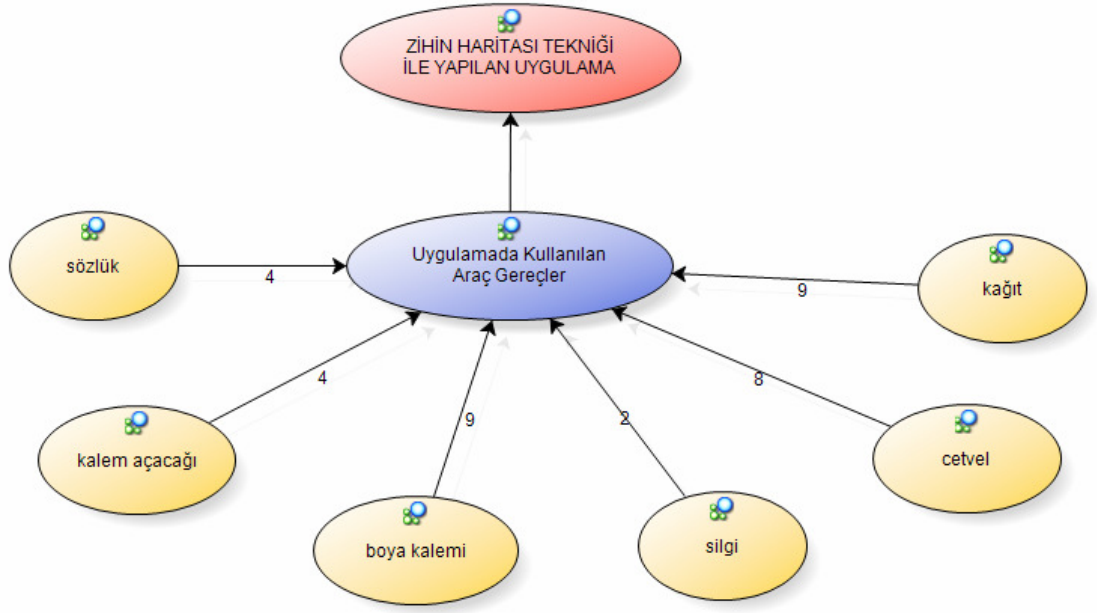 ZİHİN HARİTASI TEKNİĞİ
İLE YAPILAN UYGULAMA
Uygulamada Kullanılan
Araç Gereçler
sözlük
4
kağıt
9
kalem açacağı
4
boya kalemi
9
silgi
2
cetvel
8